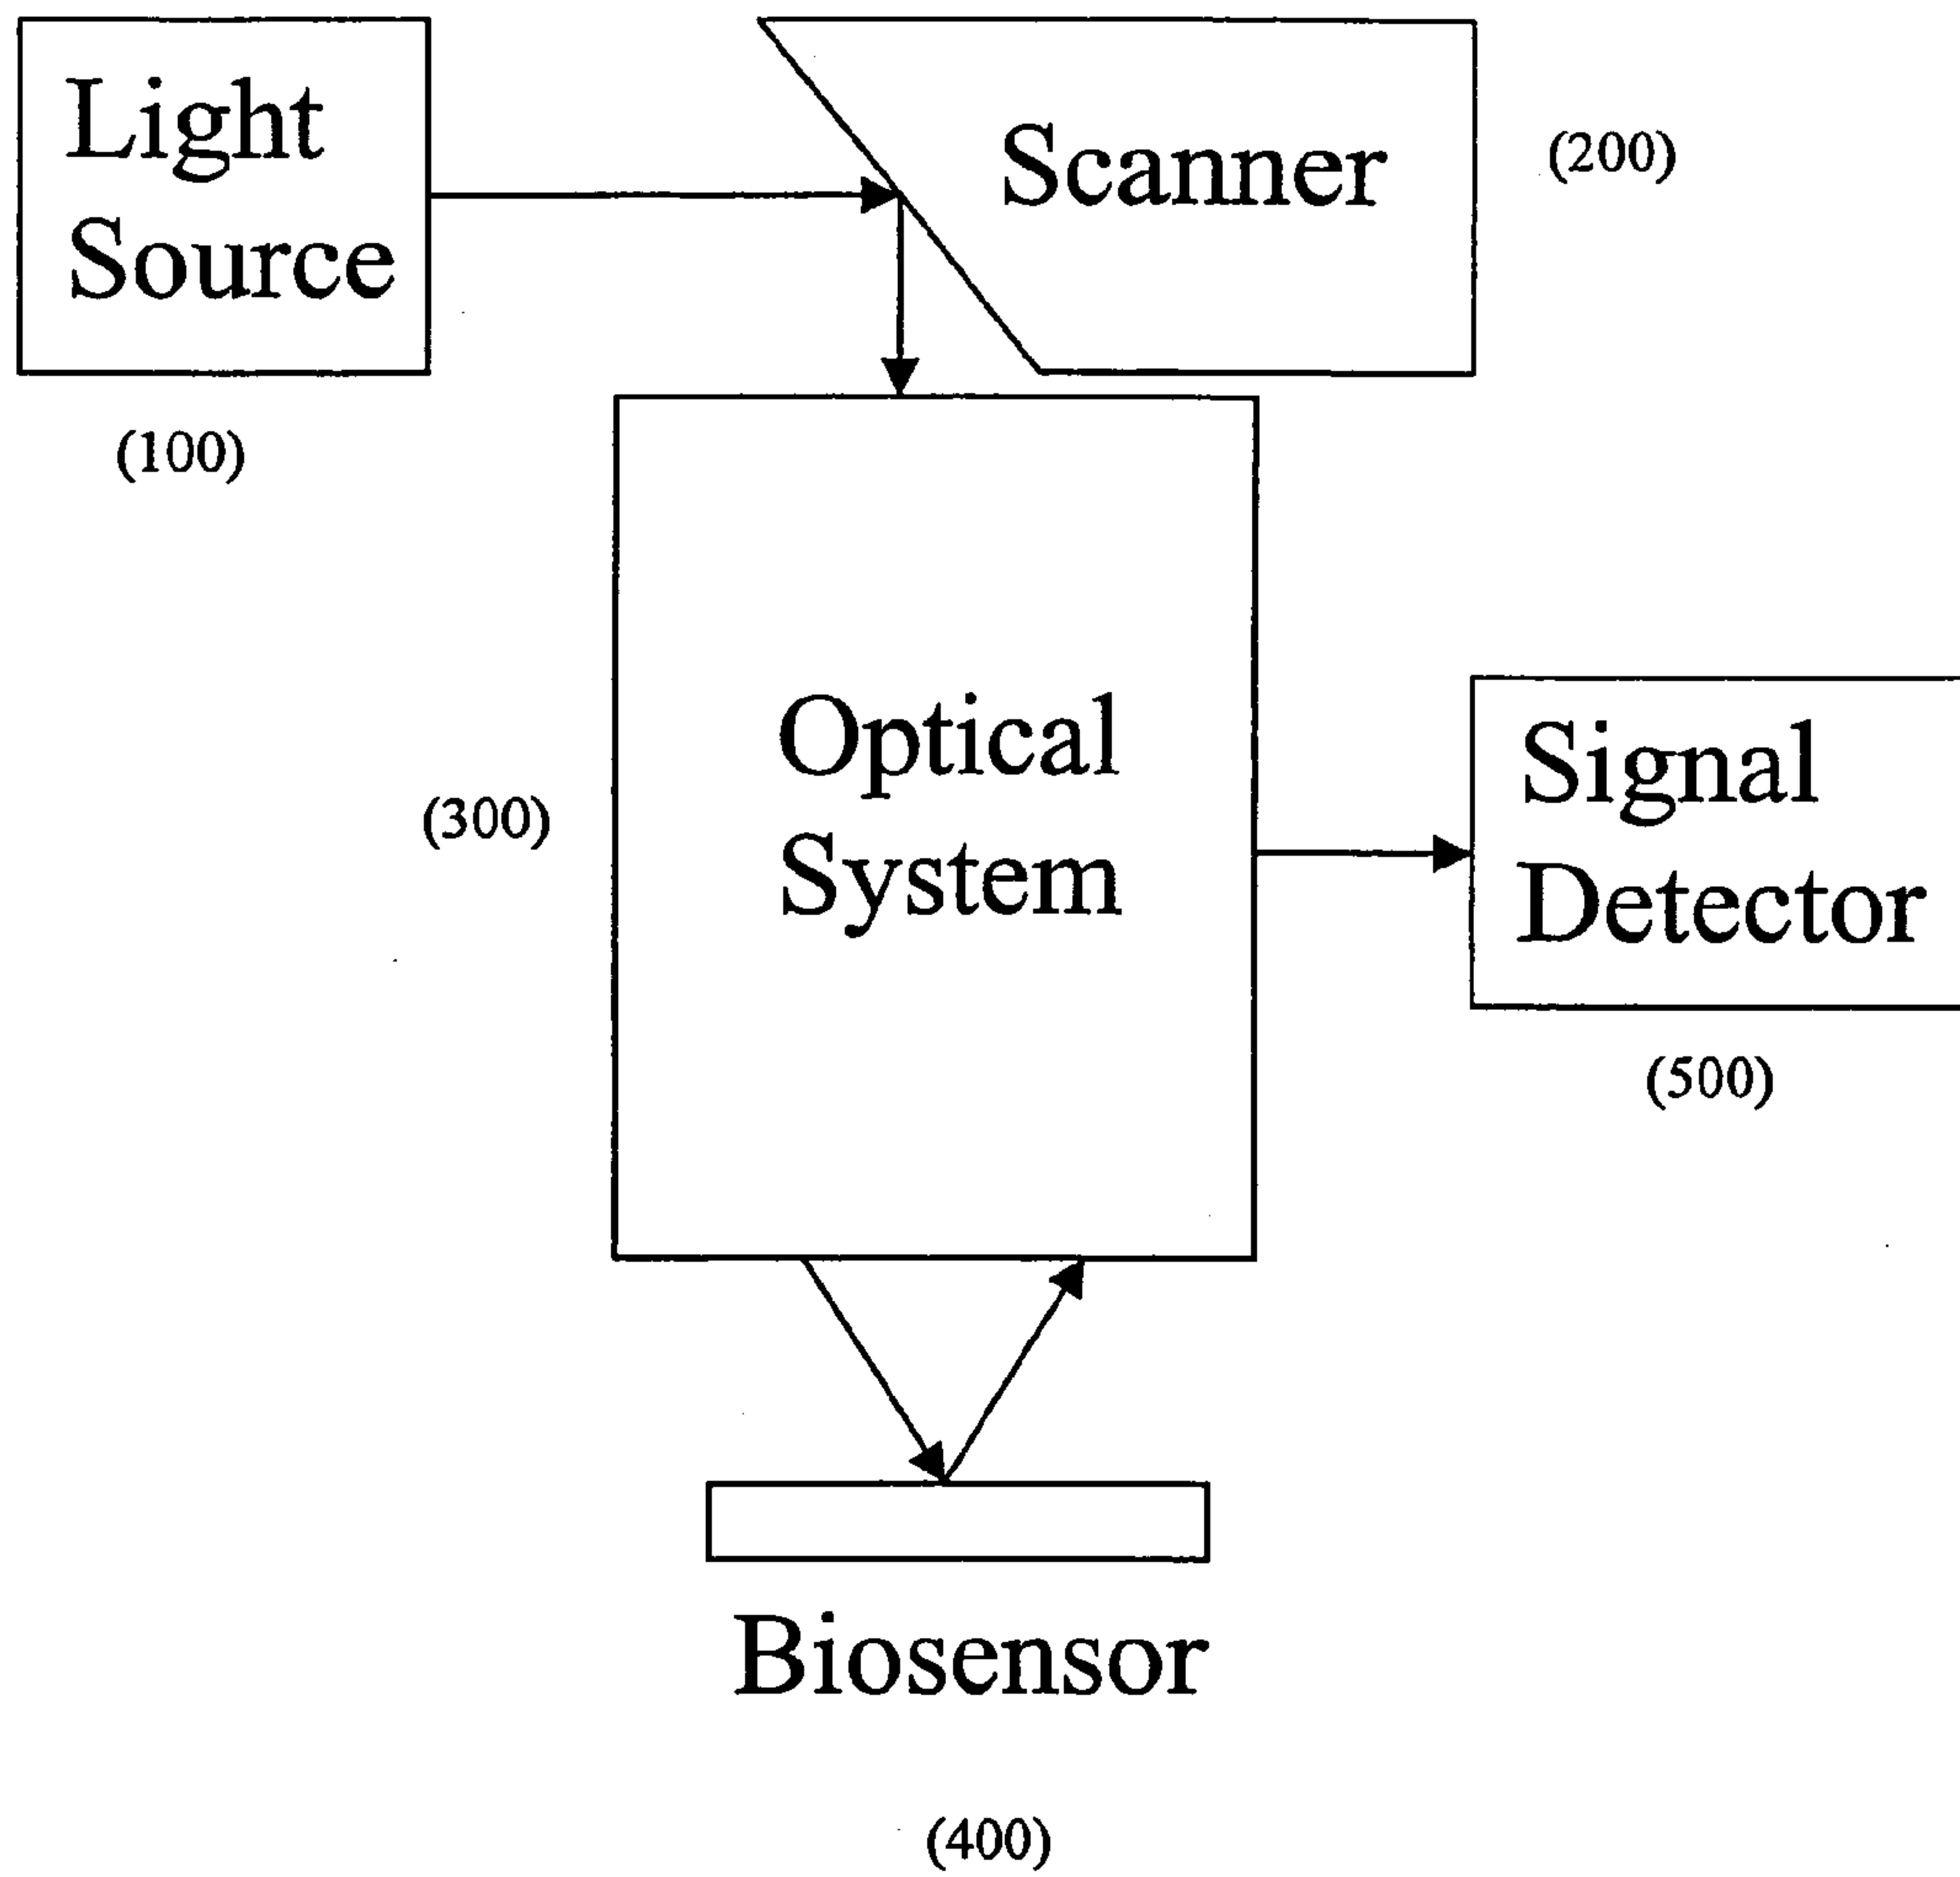 Light
Source
(100)
Scanner
(200)
Optical
System
(300)
Signal
Detector
(500)
Biosensor
(400)